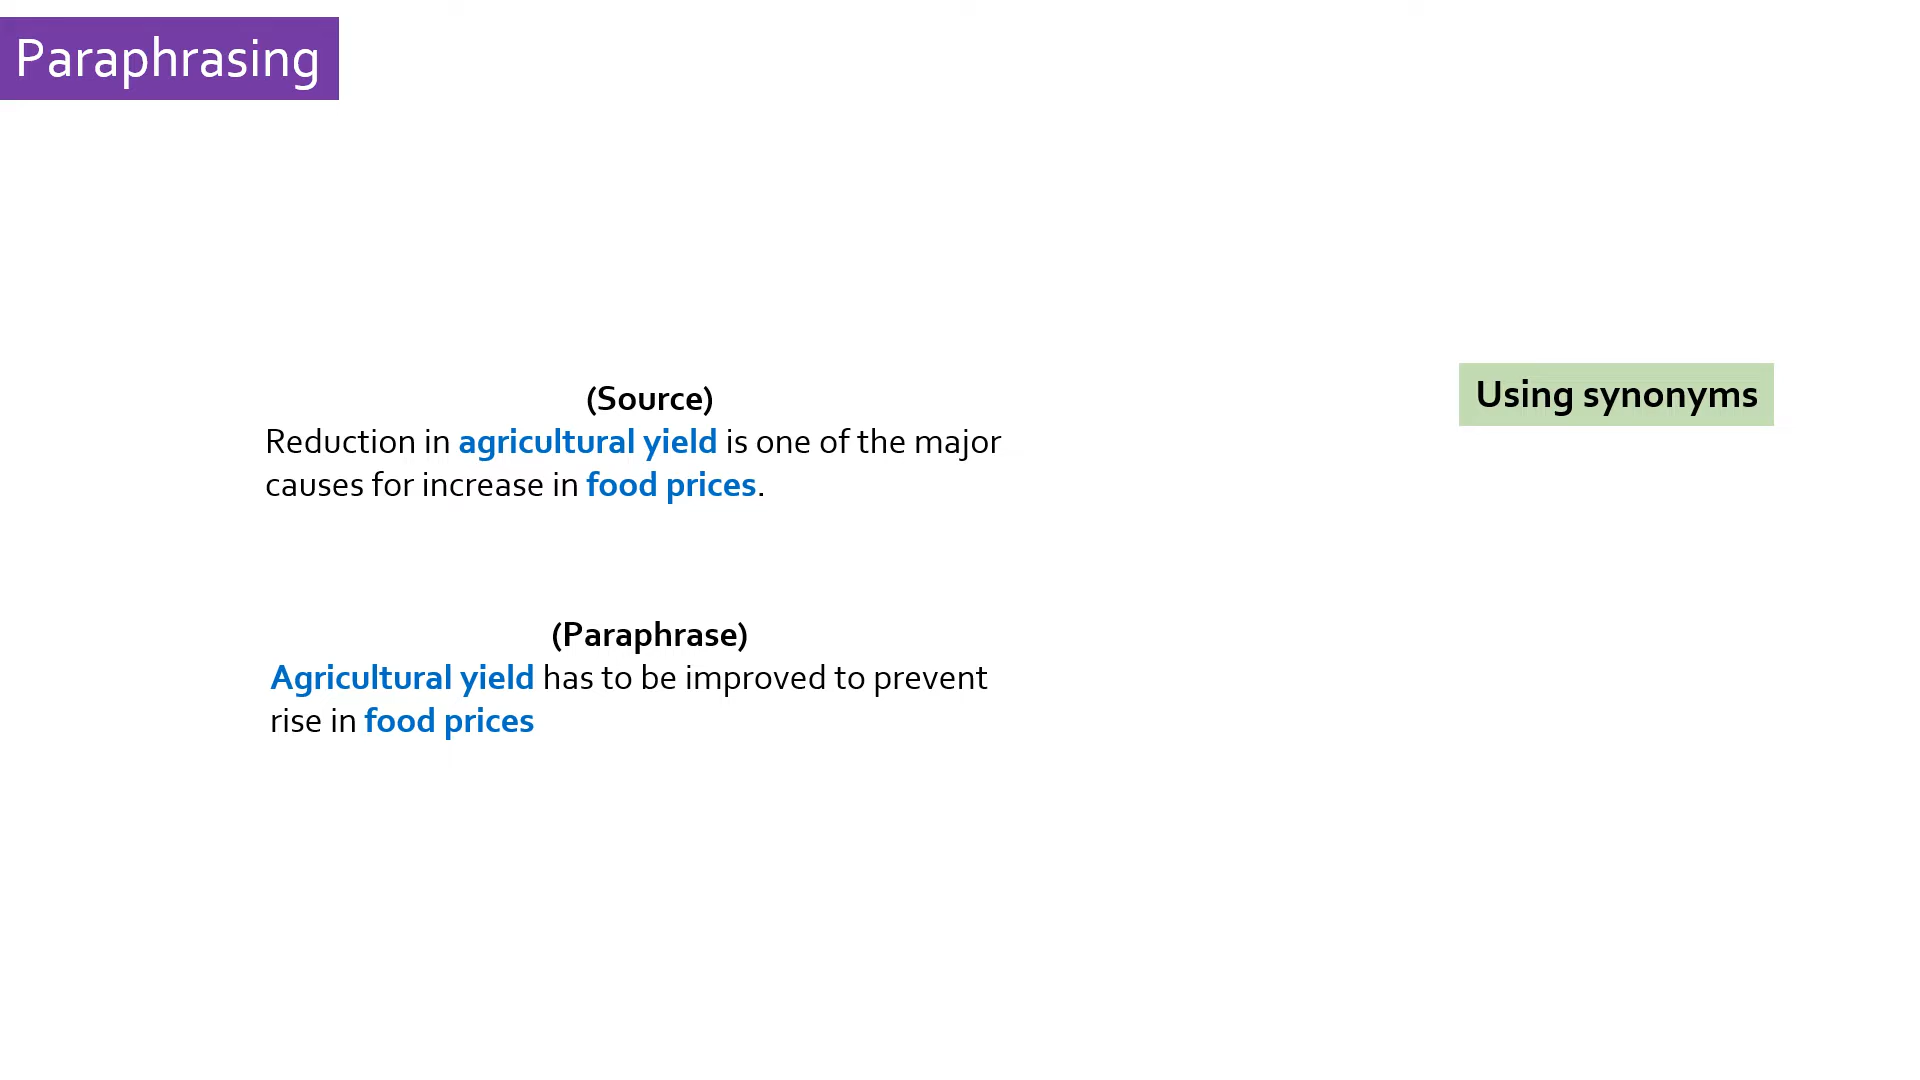 Paraphrasing
Using synonyms
(Source)
Reduction in agricultural yield is one of the major
causes for increase in food prices.
(Paraphrase)
Agricultural yield has to be improved to prevent
rise in food prices